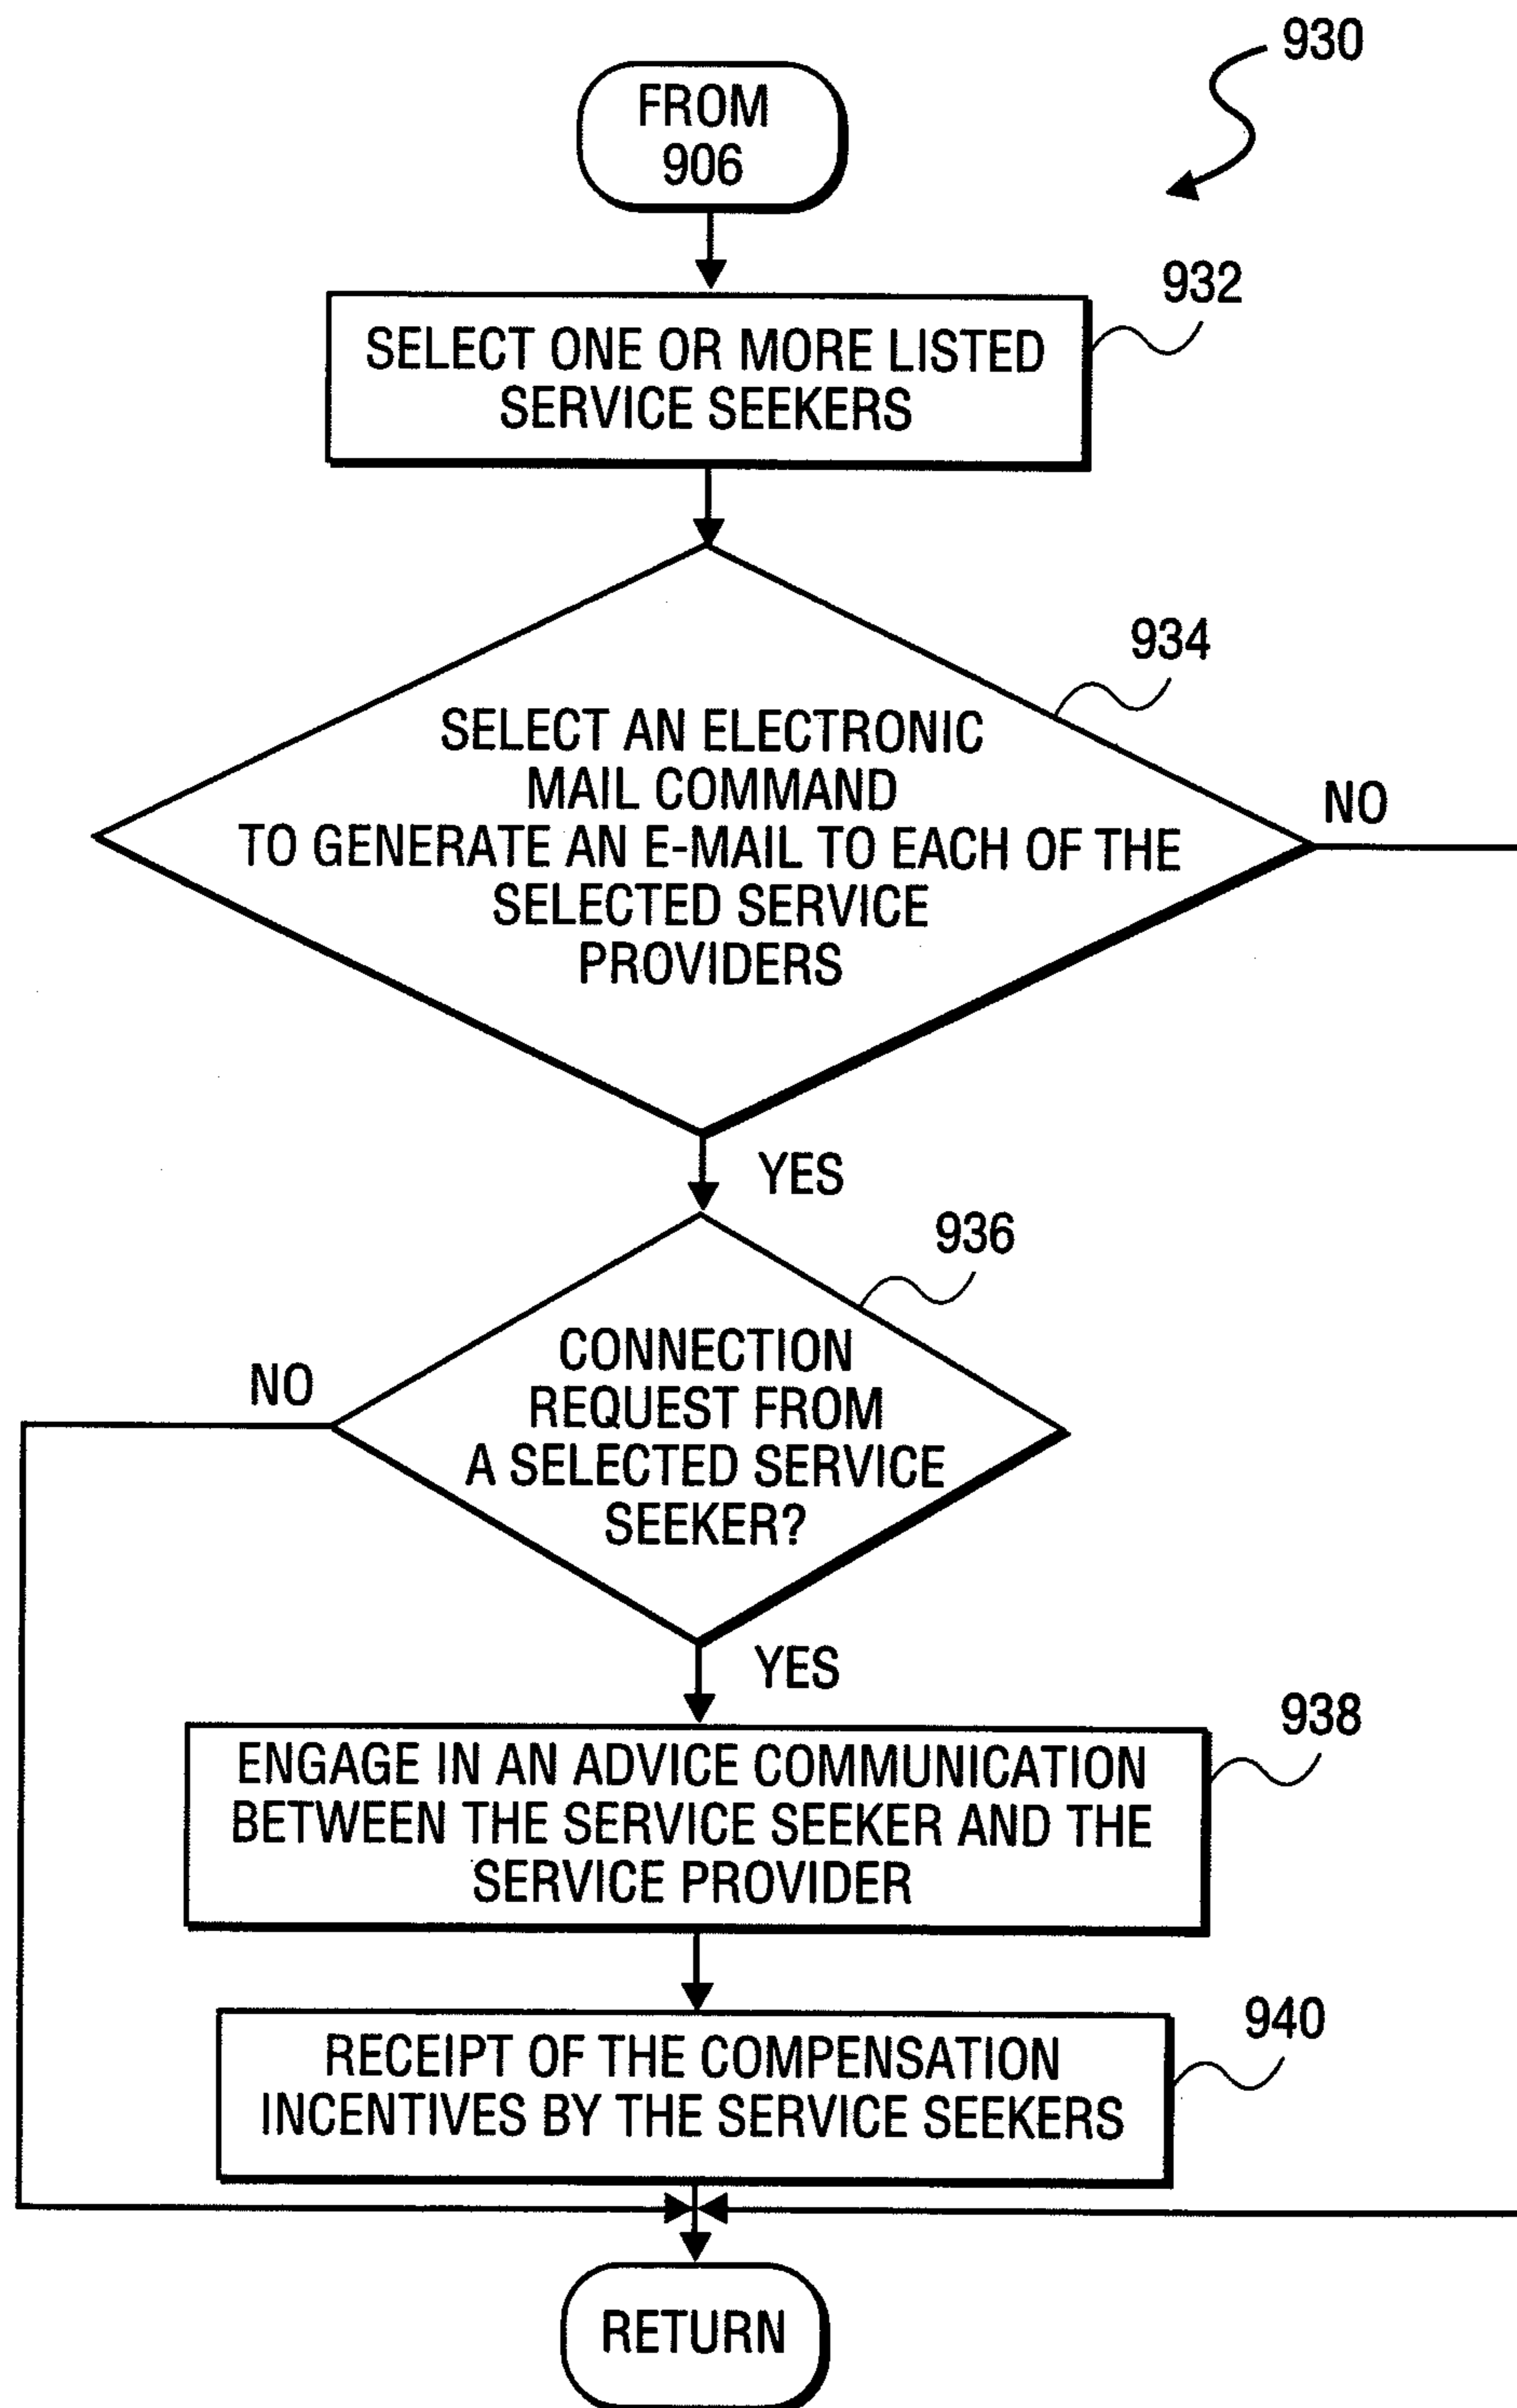 930
FROM
906
932
SELECT ONE OR MORE LISTED
SERVICE SEEKERS
934
SELECT AN ELECTRONIC
MAIL COMMAND
TO GENERATE AN E-MAIL TO EACH OF THE
SELECTED SERVICE
PROVIDERS
NO
YES
936
CONNECTION
REQUEST FROM
A SELECTED SERVICE
SEEKER?
NO
YES
938
ENGAGE IN AN ADVICE COMMUNICATION
BETWEEN THE SERVICE SEEKER AND THE
SERVICE PROVIDER
940
RECEIPT OF THE COMPENSATION
INCENTIVES BY THE SERVICE SEEKERS
RETURN